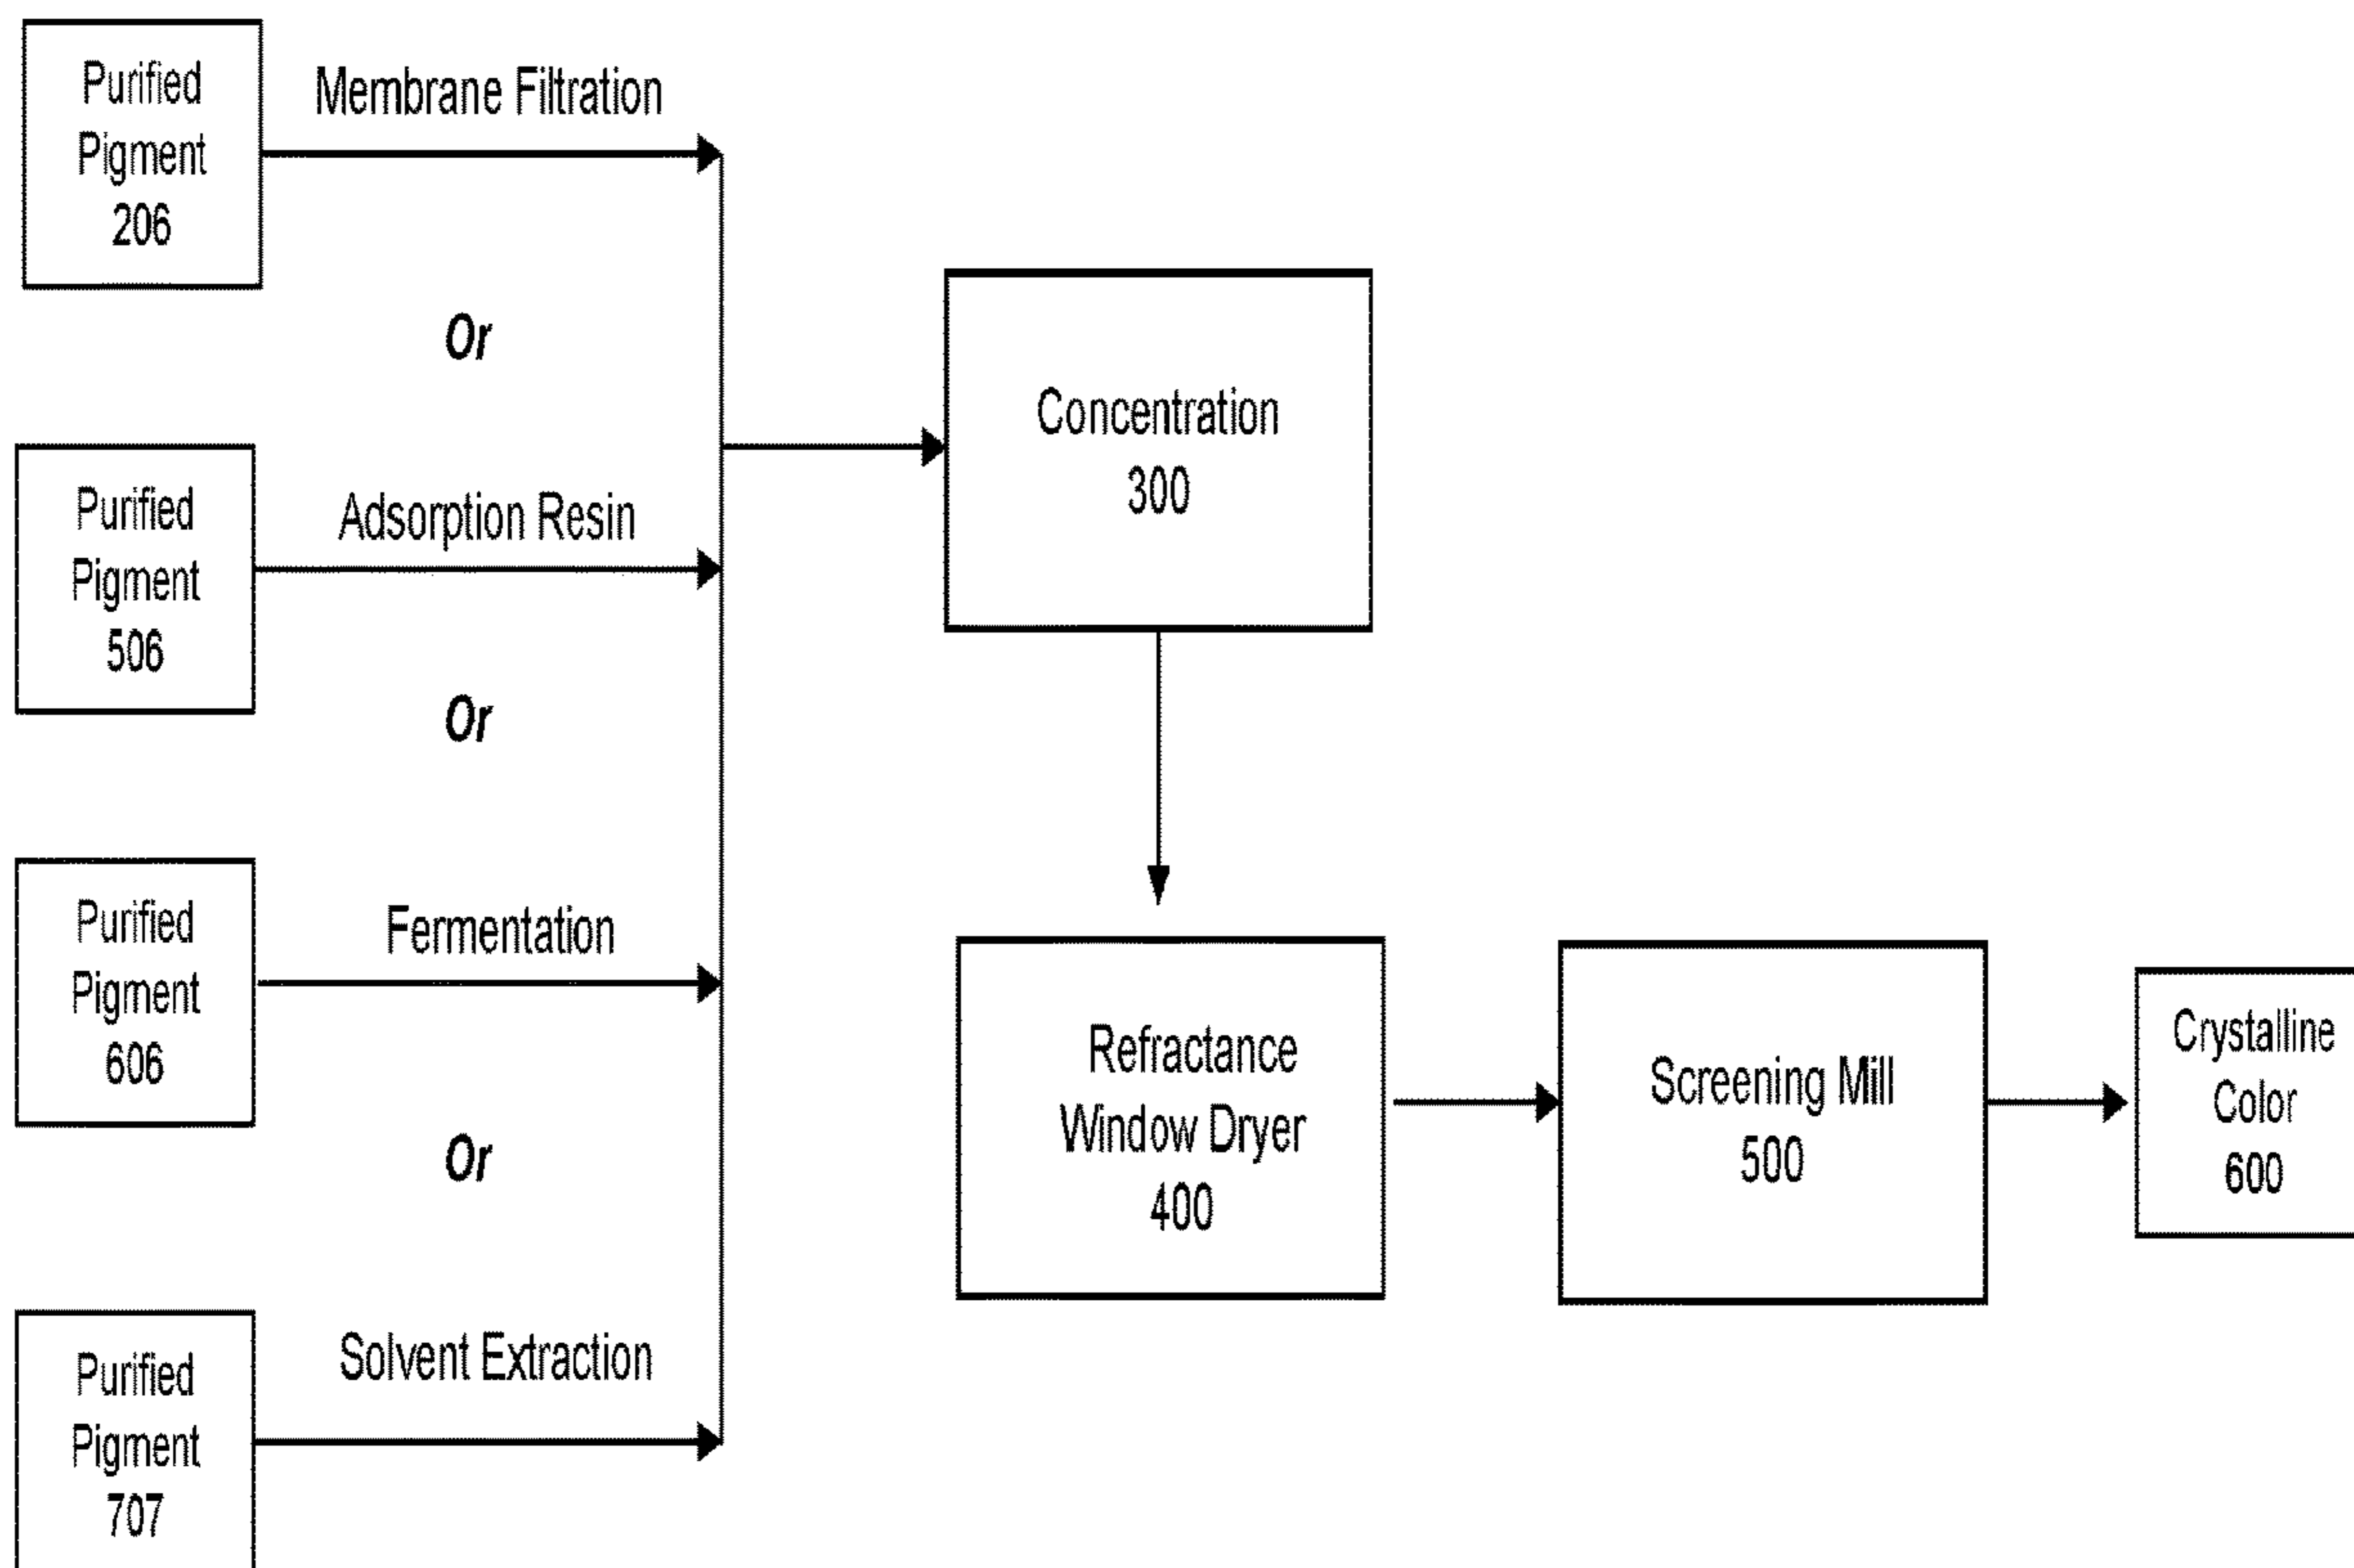 Purified
Pigment
206
Membrane Filtration
Or
Purified
Pigment
506
Adsorption Resin
Or
Purified
Pigment
606
Fermentation
Or
Purified
Pigment
707
Solvent Extraction
Concentration
300
Refractance
Window Dryer
400
Screening Mill
500
Crystalline
Color
600